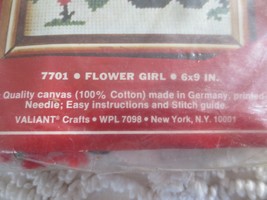 7701 • FLOWER GIRL • 6x9 IN.
Quality canvas (100% Cotton) made in Germany, printed
Needle; Easy instructions and Stitch guide.
VALIANT® Crafts • WPL 7098 • New York, N.Y. 10001